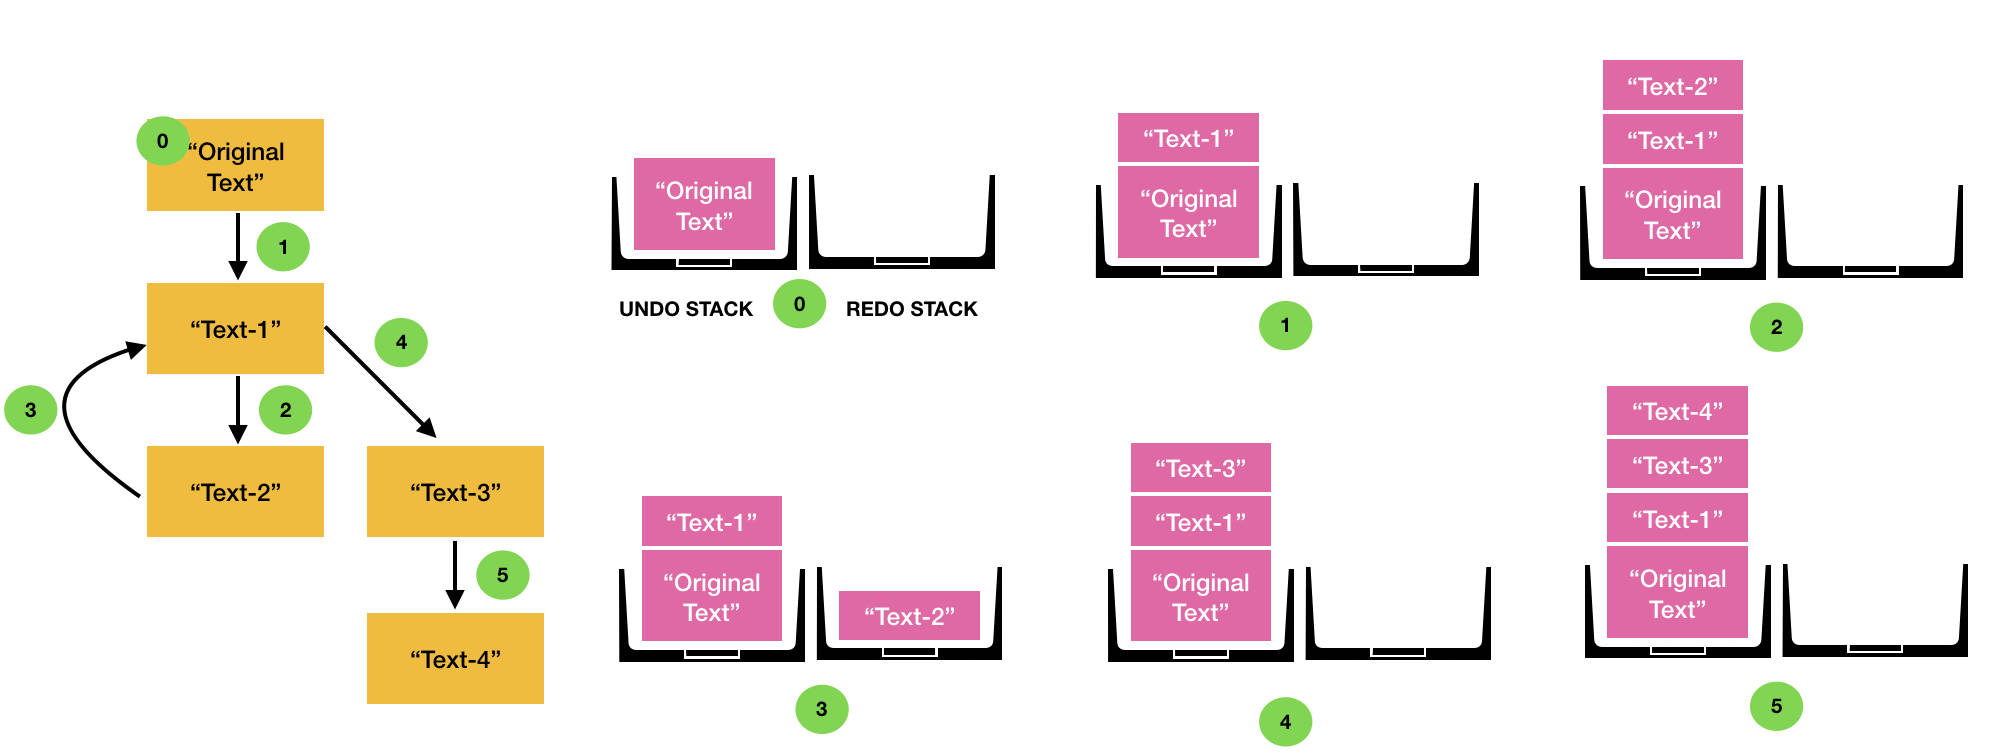 0
“Original
Text”
1
“Text-1”
4
3
2
“Text-2”
“Text-3”
5
“Text-4”
“Original
Text”
UNDO STACK
0
REDO STACK
“Text-1”
“Original
Text”
1
“Text-2”
“Text-1”
“Original
Text”
2
“Text-1”
“Original
Text”
“Text-2”
3
“Text-3”
“Text-1”
“Original
Text”
4
“Text-4”
“Text-3”
“Text-1”
“Original
Text”
5